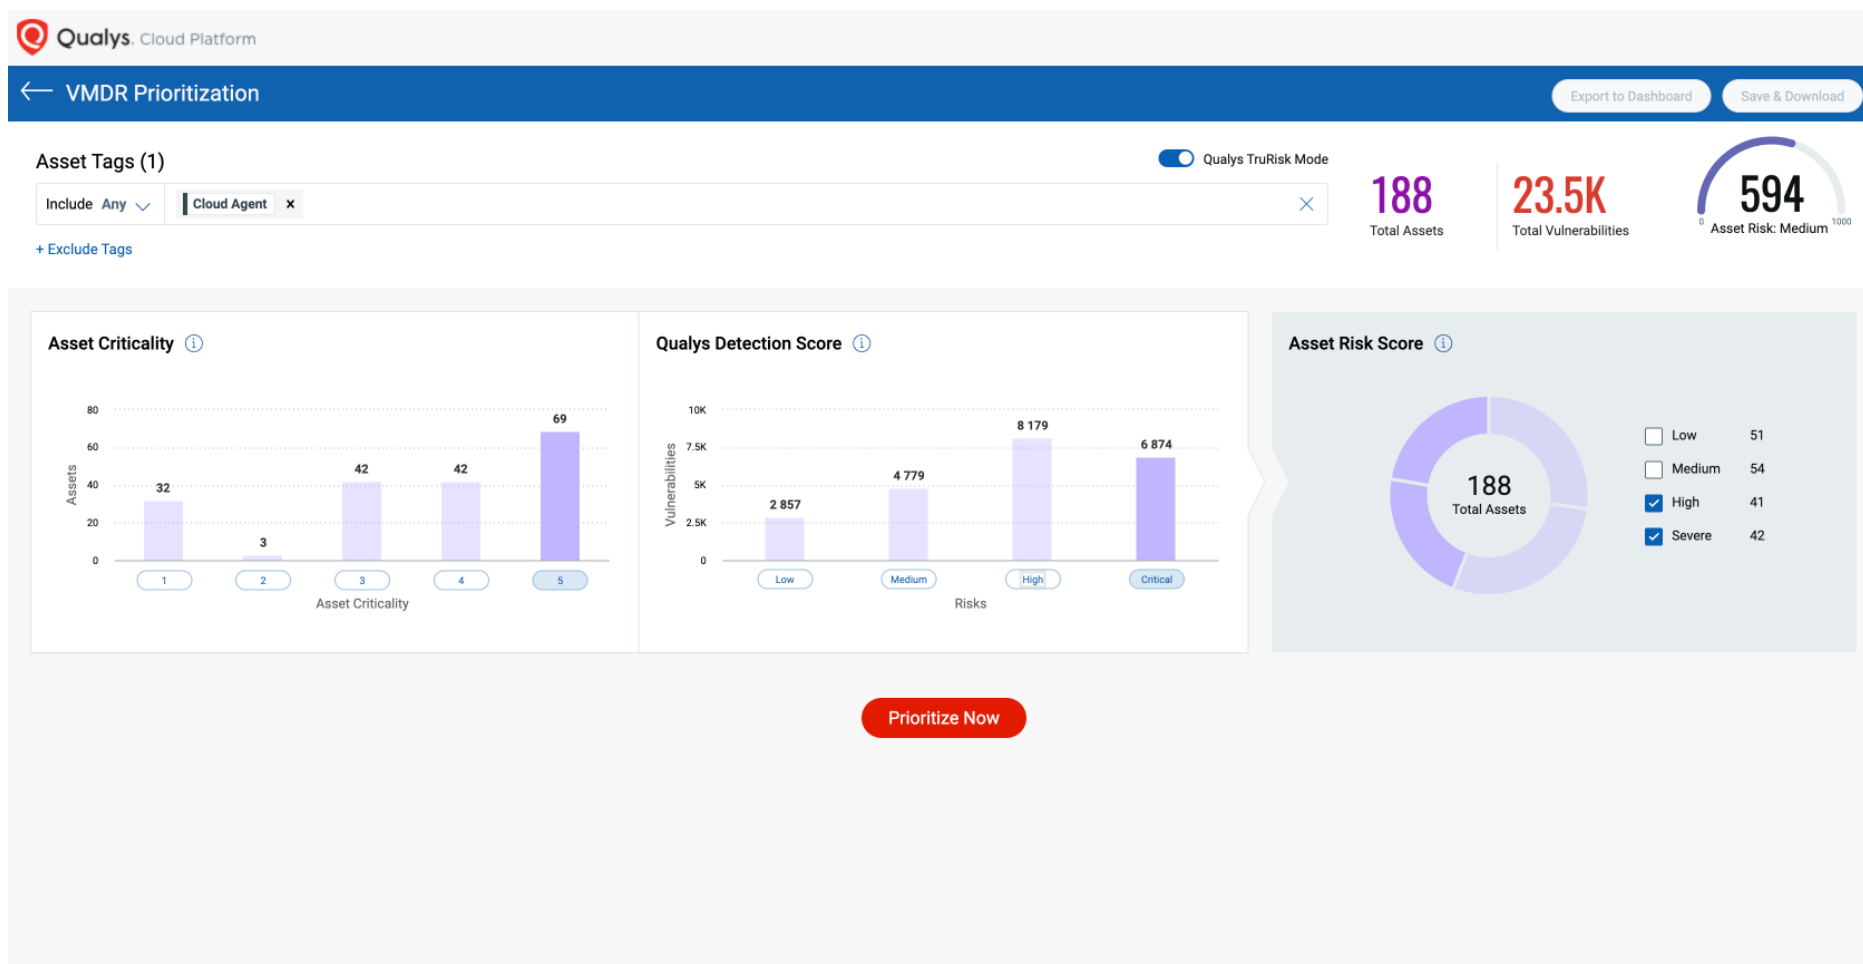 Qualys. Cloud Platform
VMDR Prioritization
Export to Dashboard
Save & Download
Asset Tags (1)
Qualys TruRisk Mode
Include Any
Cloud Agent
+ Exclude Tags
188
Total Assets
23.5K
Total Vulnerabilities
594
0
1000
Asset Risk: Medium
Asset Criticality
80
60
40
20
0
Assets
32
3
42
42
69
1
2
3
4
5
Asset Criticality
Qualys Detection Score
10K
7.5K
5K
2.5K
0
Vulnerabilities
2 857
4 779
8 179
6 874
Low
Medium
High
Critical
Risks
Asset Risk Score
188
Total Assets
Low 51
Medium 54
High 41
Severe 42
Prioritize Now